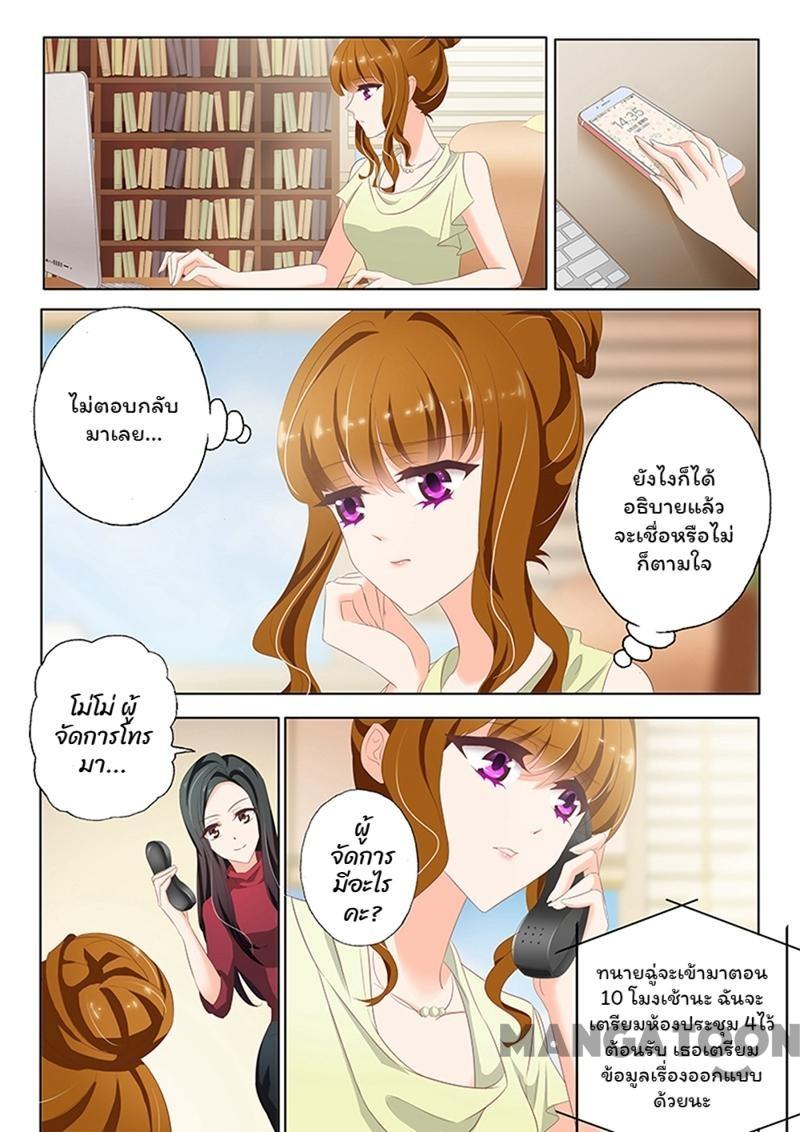 14:35
ไม่ตอบกลับ
มาเลย...
ยังไงก็ได้
อธิบายแล้ว
จะเชื่อหรือไม่
ก็ตามใจ
โม่โม่ ผู้
จัดการโทร
มา...
ผู้
จัดการ
มีอะไร
คะ?
ทนายฉู่จะเข้ามาตอน
10 โมงเช้านะ ฉันจะ
เตรียมห้องประชุม 4ไว้
ต้อนรับ เธอเตรียม
ข้อมูลเรื่องออกแบบ
ด้วยนะ
MANGATOON